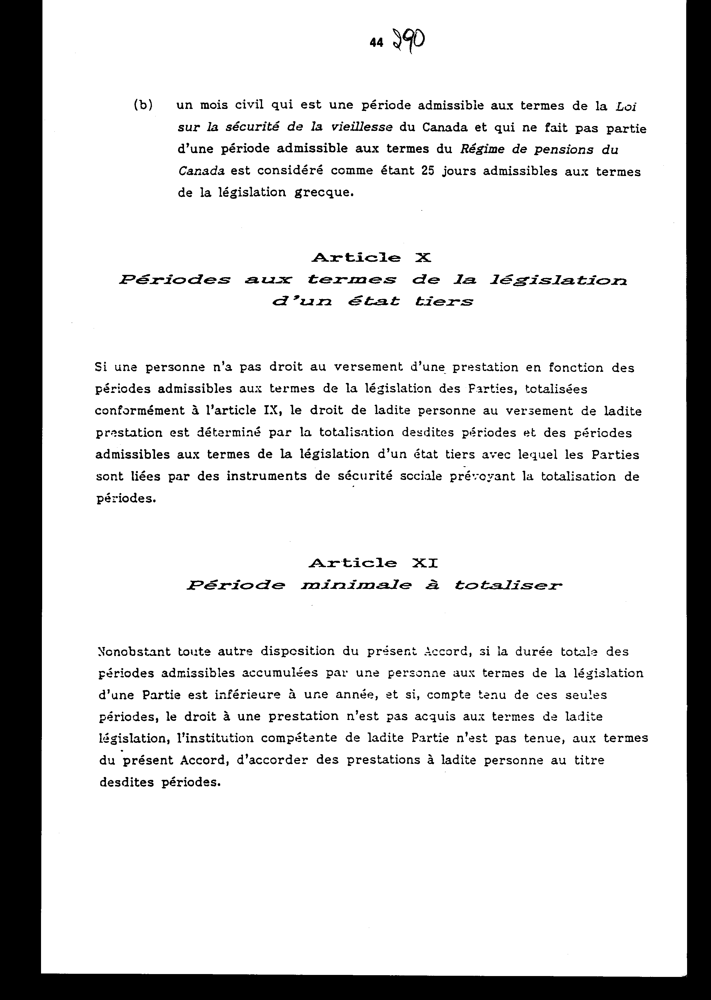 44 290
(b) un mois civil qui est une période admissible aux termes de la Loi
sur la sécurité de la vieillesse du Canada et qui ne fait pas partie
d'une période admissible aux termes du Régime de pensions du
Canada est considéré comme étant 25 jours admissibles aux termes
de la législation grecque.
Article X
Périodes aux termes de la législation
d'un état tiers
Si une personne n'a pas droit au versement d'une prestation en fonction des
périodes admissibles aux termes de la législation des Parties, totalisées
conformément à l'article IX, le droit de ladite personne au versement de ladite
prestation est déterminé par la totalisation desdites périodes et des périodes
admissibles aux termes de la législation d'un état tiers avec lequel les Parties
sont liées par des instruments de sécurité sociale prévoyant la totalisation de
périodes.
Article XI
Période minimale à totaliser
Nonobstant toute autre disposition du présent Accord, si la durée totale des
périodes admissibles accumulées par une personne aux termes de la législation
d'une Partie est inférieure à une année, et si, compte tenu de ces seules
périodes, le droit à une prestation n'est pas acquis aux termes de ladite
législation, l'institution compétente de ladite Partie n'est pas tenue, aux termes
du présent Accord, d'accorder des prestations à ladite personne au titre
desdites périodes.